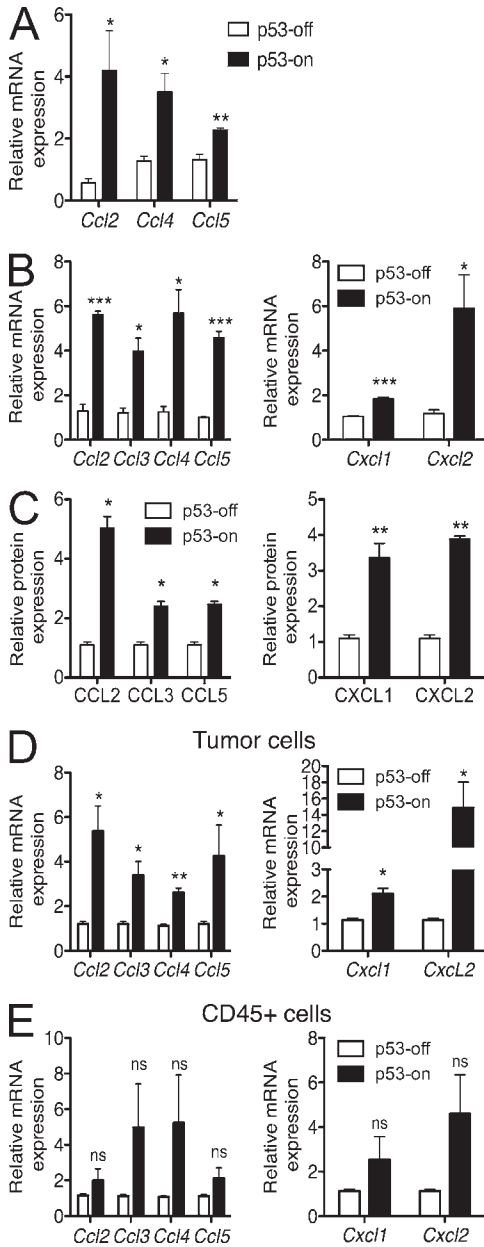 A
Relative mRNA
expression
6
4
2
0
p53-off
p53-on
*
*
**
Ccl2 Ccl4 Ccl5
B
Relative mRNA
expression
8
6
4
2
0
***
*
*
***
Ccl2 Ccl3 Ccl4 Ccl5
Relative mRNA
expression
8
6
4
2
0
p53-off
p53-on
***
*
Cxcl1 Cxcl2
C
Relative protein
expression
6
4
2
0
p53-off
p53-on
*
*
*
CCL2 CCL3 CCL5
Relative protein
expression
5
4
3
2
1
0
**
**
CXCL1 CXCL2
D
Tumor cells
Relative mRNA
expression
8
6
4
2
0
*
*
**
*
Ccl2 Ccl3 Ccl4 Ccl5
Relative mRNA
expression
20
18
16
14
12
10
3
2
1
0
p53-off
p53-on
*
*
Cxcl1 CxcL2
E
CD45+ cells
Relative mRNA
expression
10
8
6
4
2
0
ns
ns
ns
ns
Ccl2 Ccl3 Ccl4 Ccl5
Relative mRNA
expression
8
6
4
2
0
p53-off
p53-on
ns
ns
Cxcl1 Cxcl2